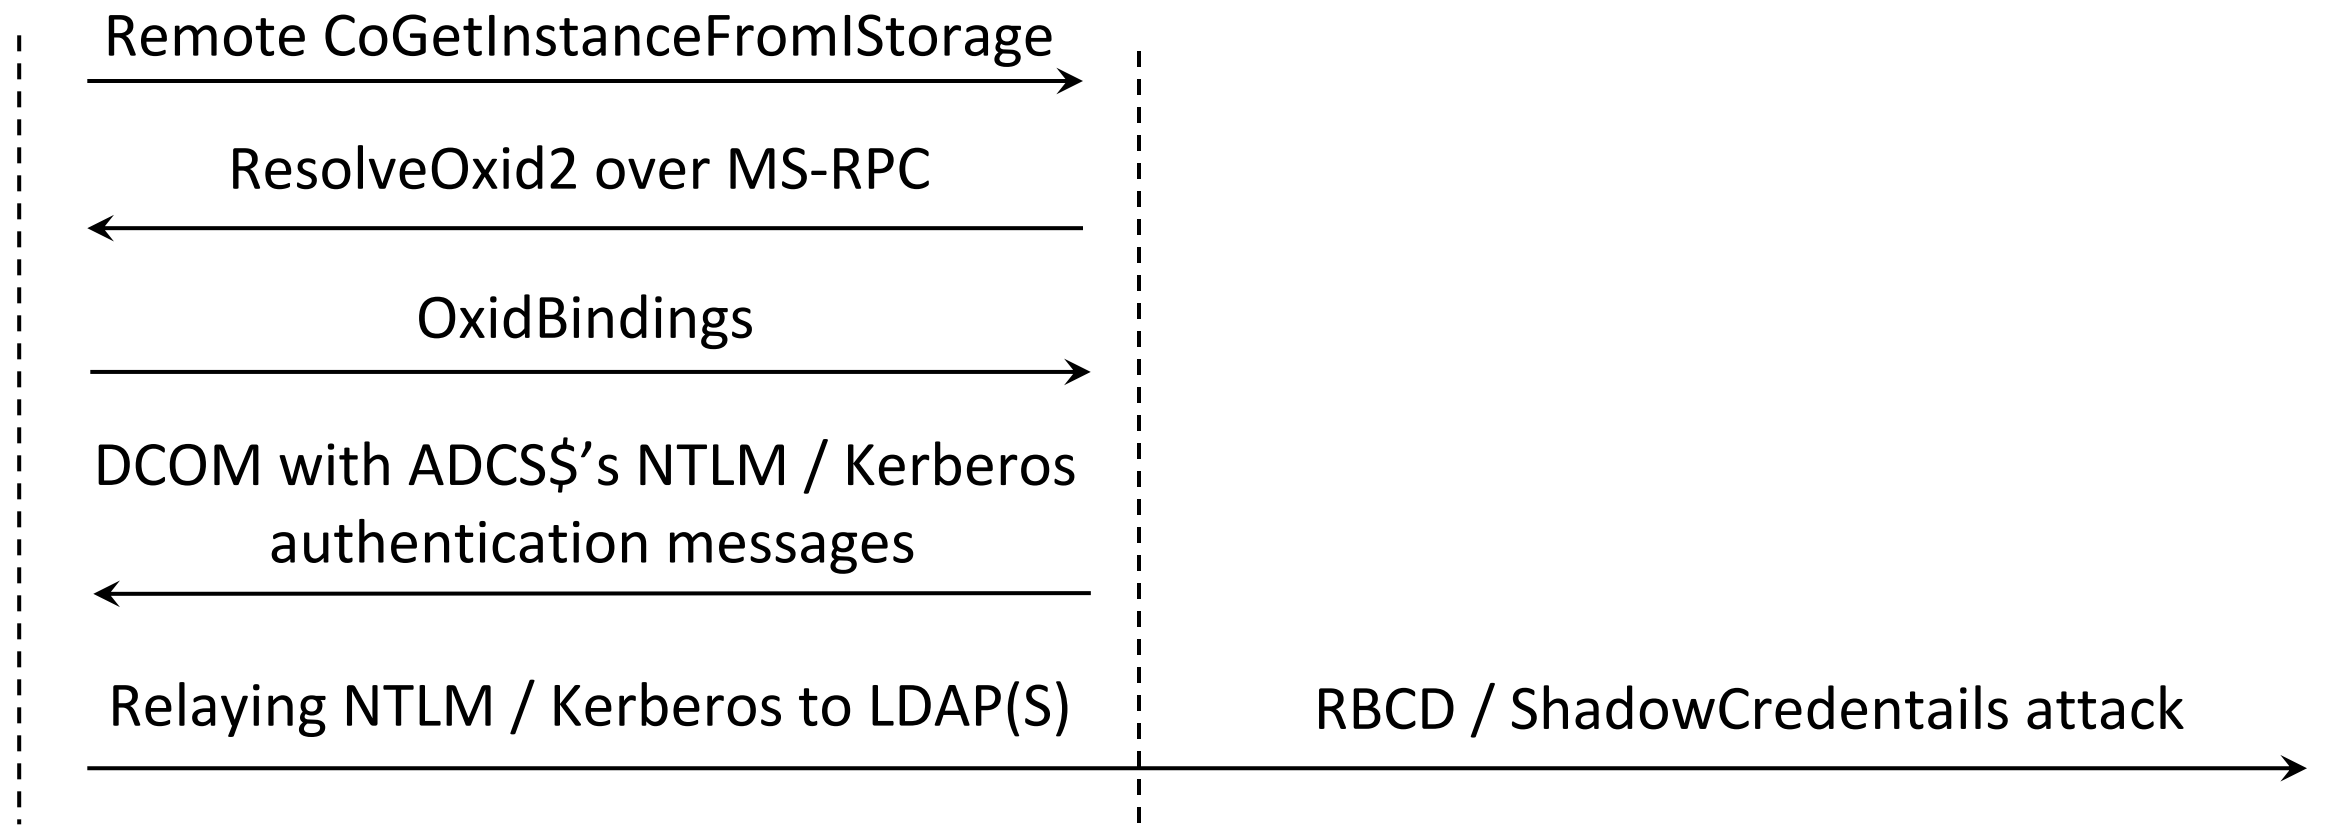 Remote CoGetInstanceFromIStorage
ResolveOxid2 over MS-RPC
OxidBindings
DCOM with ADCS$’s NTLM / Kerberos
authentication messages
Relaying NTLM / Kerberos to LDAP(S)
RBCD / ShadowCredentails attack